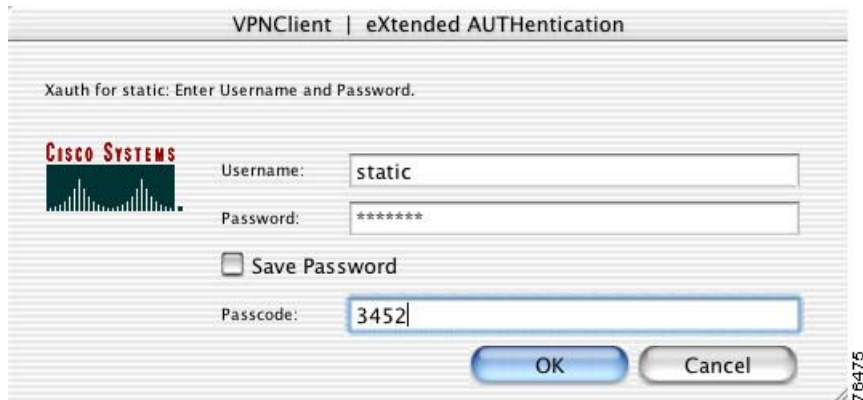 VPNClient | eXtended AUTHentication
Xauth for static: Enter Username and Password.
CISCO SYSTEMS
Username: static
Password: *******
Save Password
Passcode: 3452
OK Cancel
76475